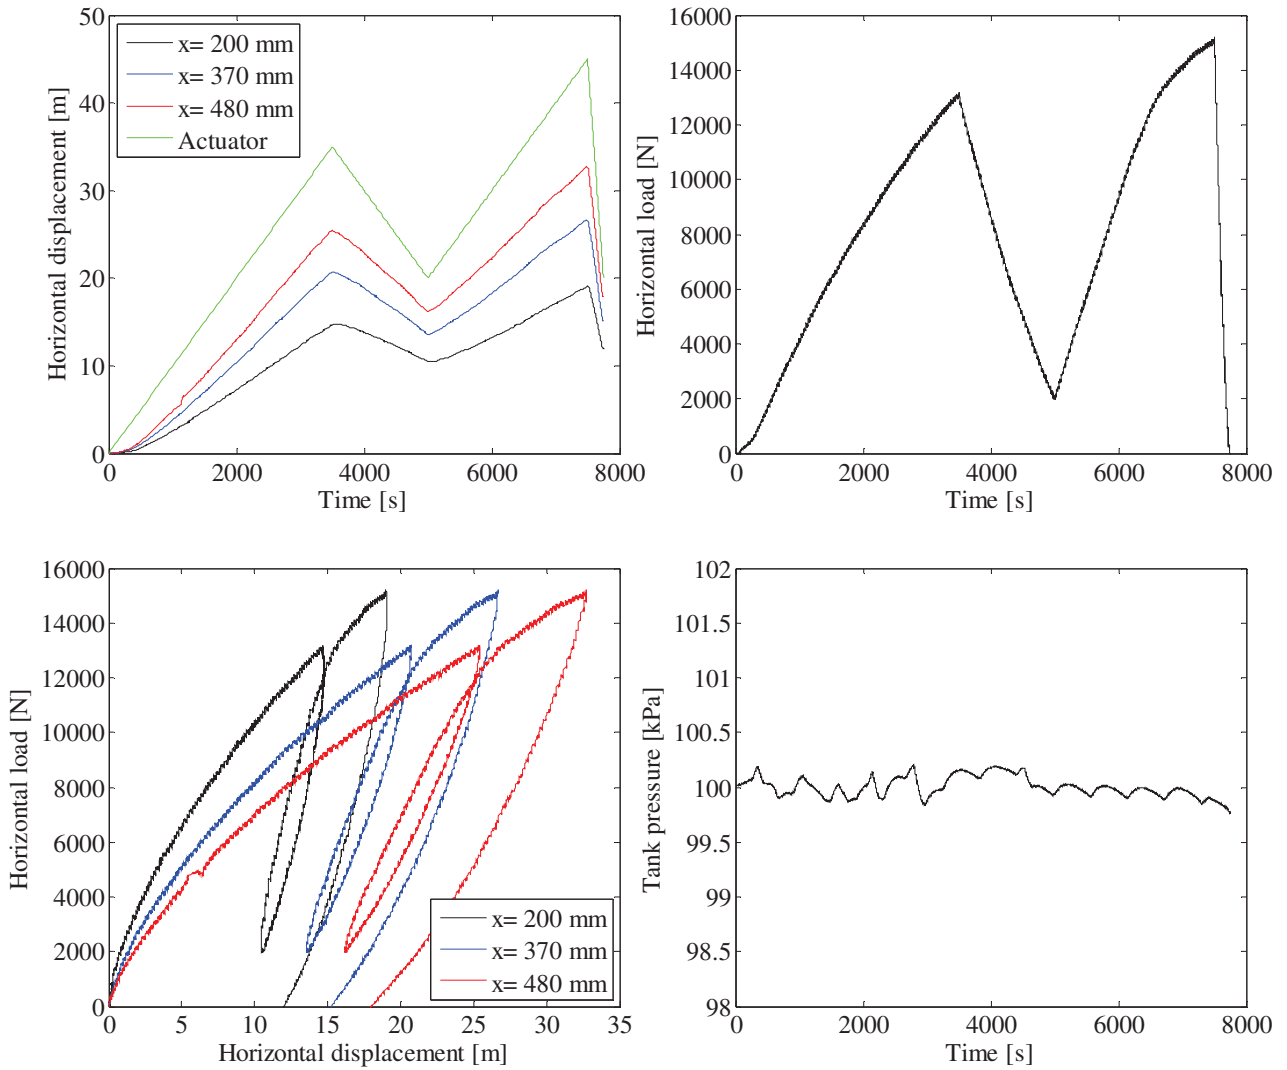 50
40
30
20
10
0
Horizontal displacement [m]
x= 200 mm
x= 370 mm
x= 480 mm
Actuator
0 2000 4000 6000 8000
Time [s]
16000
14000
12000
10000
8000
6000
4000
2000
0
Horizontal load [N]
0 2000 4000 6000 8000
Time [s]
16000
14000
12000
10000
8000
6000
4000
2000
0
Horizontal load [N]
x= 200 mm
x= 370 mm
x= 480 mm
0 5 10 15 20 25 30 35
Horizontal displacement [m]
102
101.5
101
100.5
100
99.5
99
98.5
98
Tank pressure [kPa]
0 2000 4000 6000 8000
Time [s]